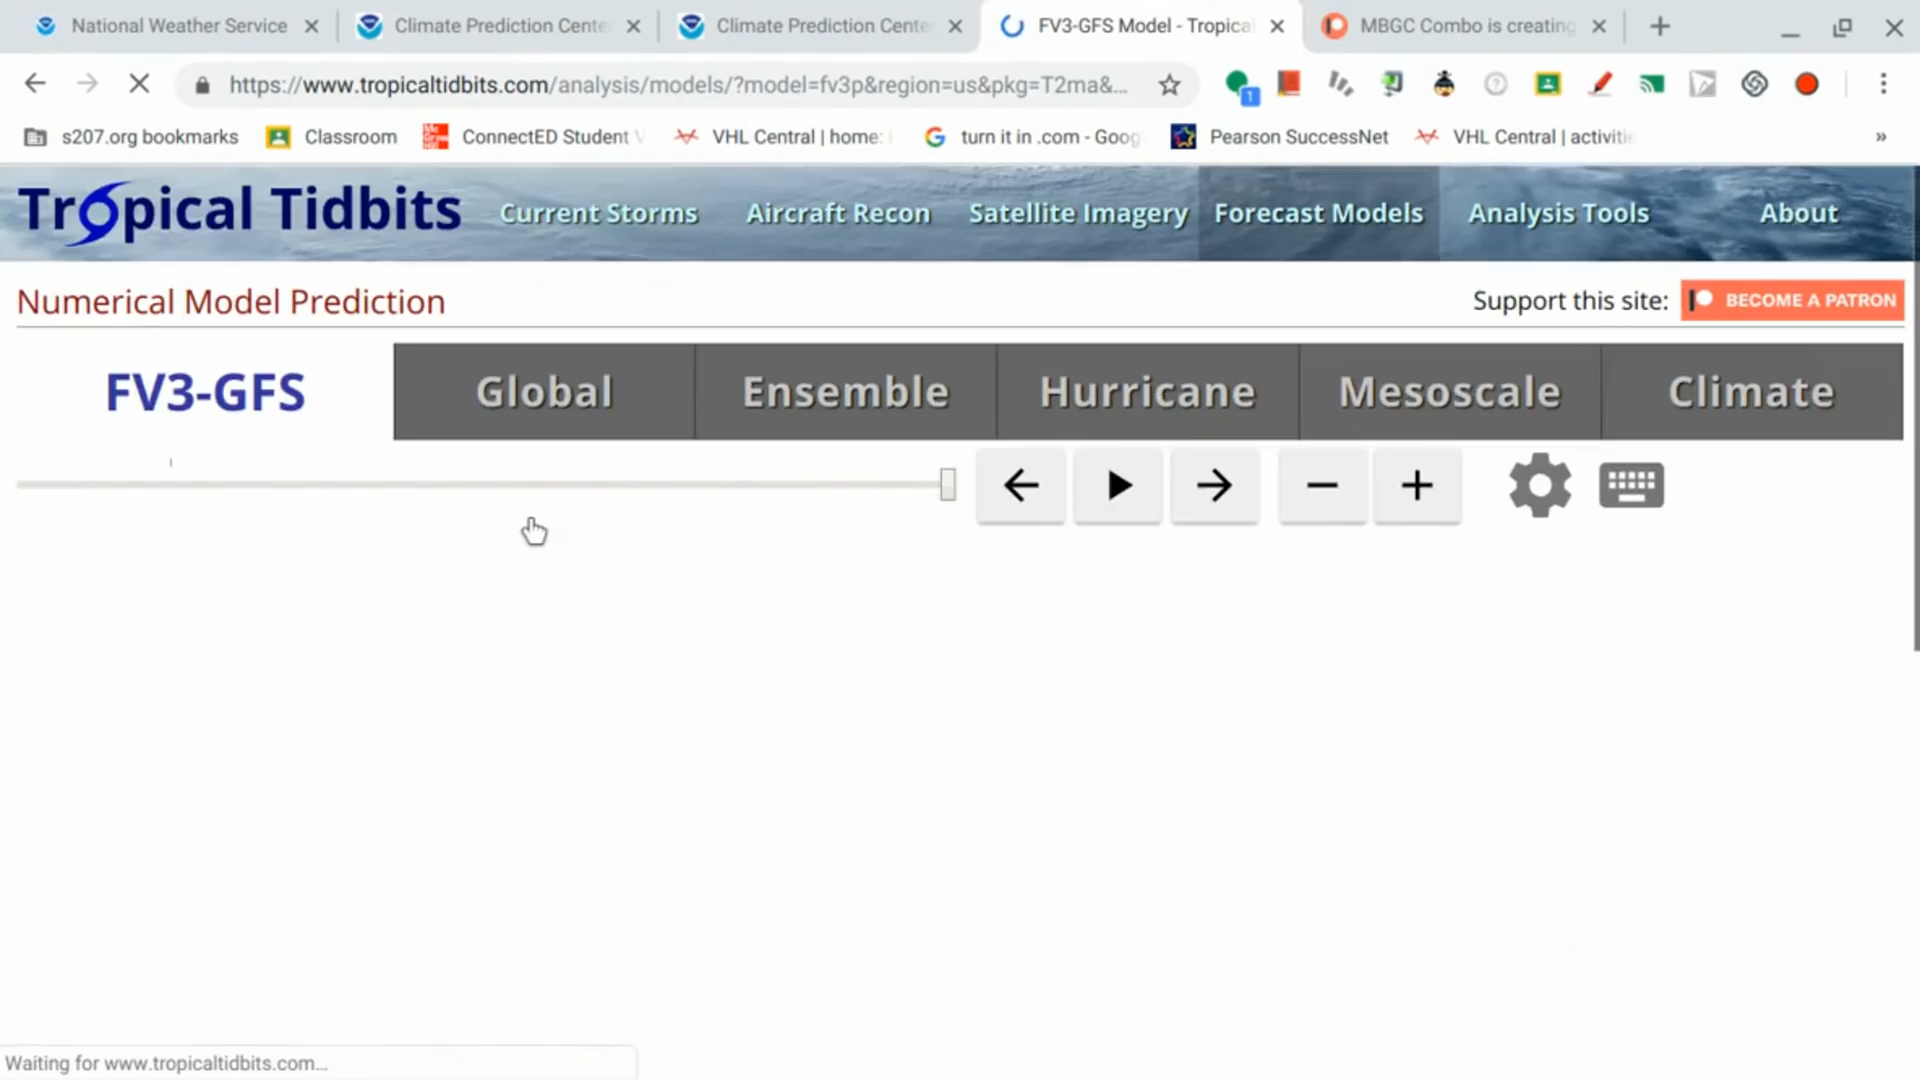 National Weather Service
Climate Prediction Cente
Climate Prediction Cente
FV3-GFS Model - Tropical
MBGC Combo is creating
https://www.tropicaltidbits.com/analysis/models/?model=fv3p&region=us&pkg=T2ma&...
1
s207.org bookmarks
Classroom
ConnectED Student V
VHL Central | home:
turn it in .com - Goog
Pearson SuccessNet
VHL Central | activitie
Tropical Tidbits
Current Storms
Aircraft Recon
Satellite Imagery
Forecast Models
Analysis Tools
About
Numerical Model Prediction
Support this site:
BECOME A PATRON
FV3-GFS
Global
Ensemble
Hurricane
Mesoscale
Climate
Waiting for www.tropicaltidbits.com...